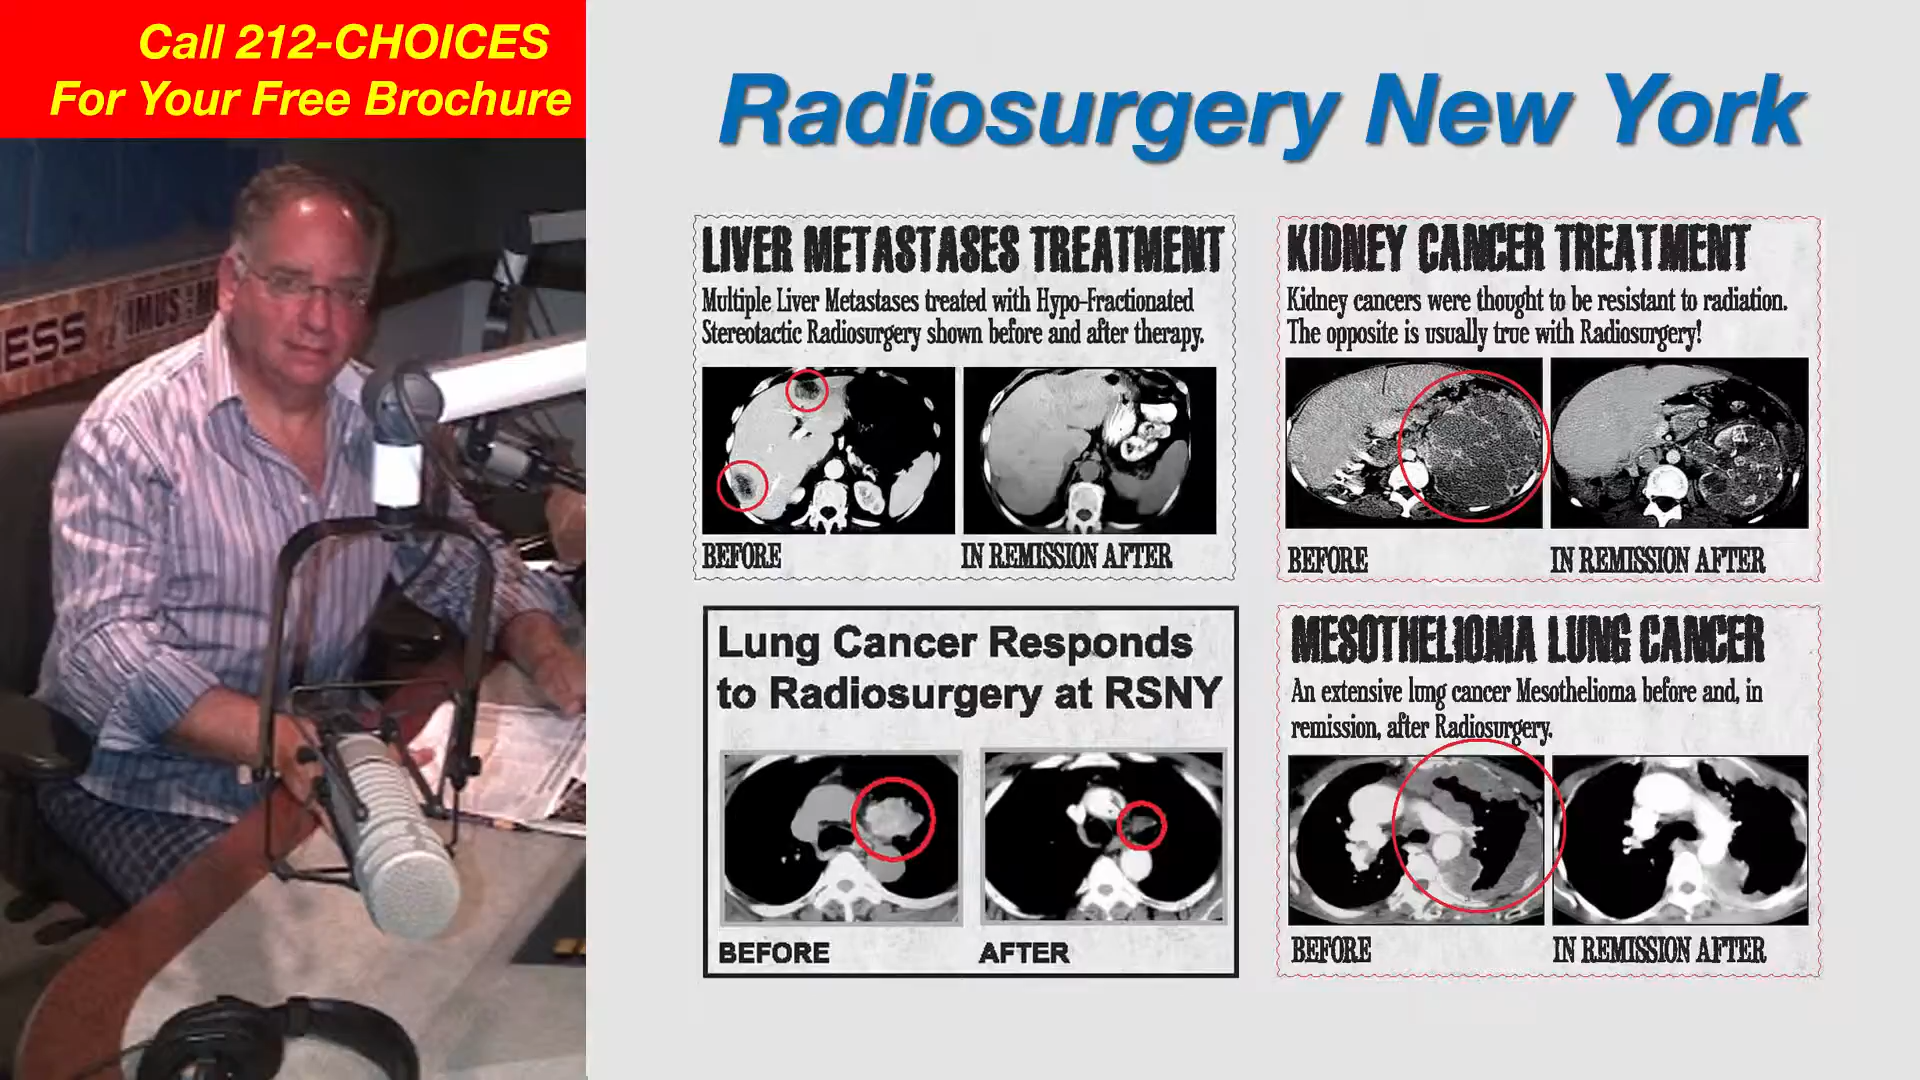 Call 212-CHOICES
For Your Free Brochure
Radiosurgery New York
ESS
IMUS
LIVER METASTASES TREATMENT
Multiple Liver Metastases treated with Hypo-Fractionated
Stereotactic Radiosurgery shown before and after therapy.
BEFORE
IN REMISSION AFTER
KIDNEY CANCER TREATMENT
Kidney cancers were thought to be resistant to radiation.
The opposite is usually true with Radiosurgery!
BEFORE
IN REMISSION AFTER
Lung Cancer Responds
to Radiosurgery at RSNY
BEFORE
AFTER
MESOTHELIOMA LUNG CANCER
An extensive lung cancer Mesothelioma before and, in
remission, after Radiosurgery.
BEFORE
IN REMISSION AFTER